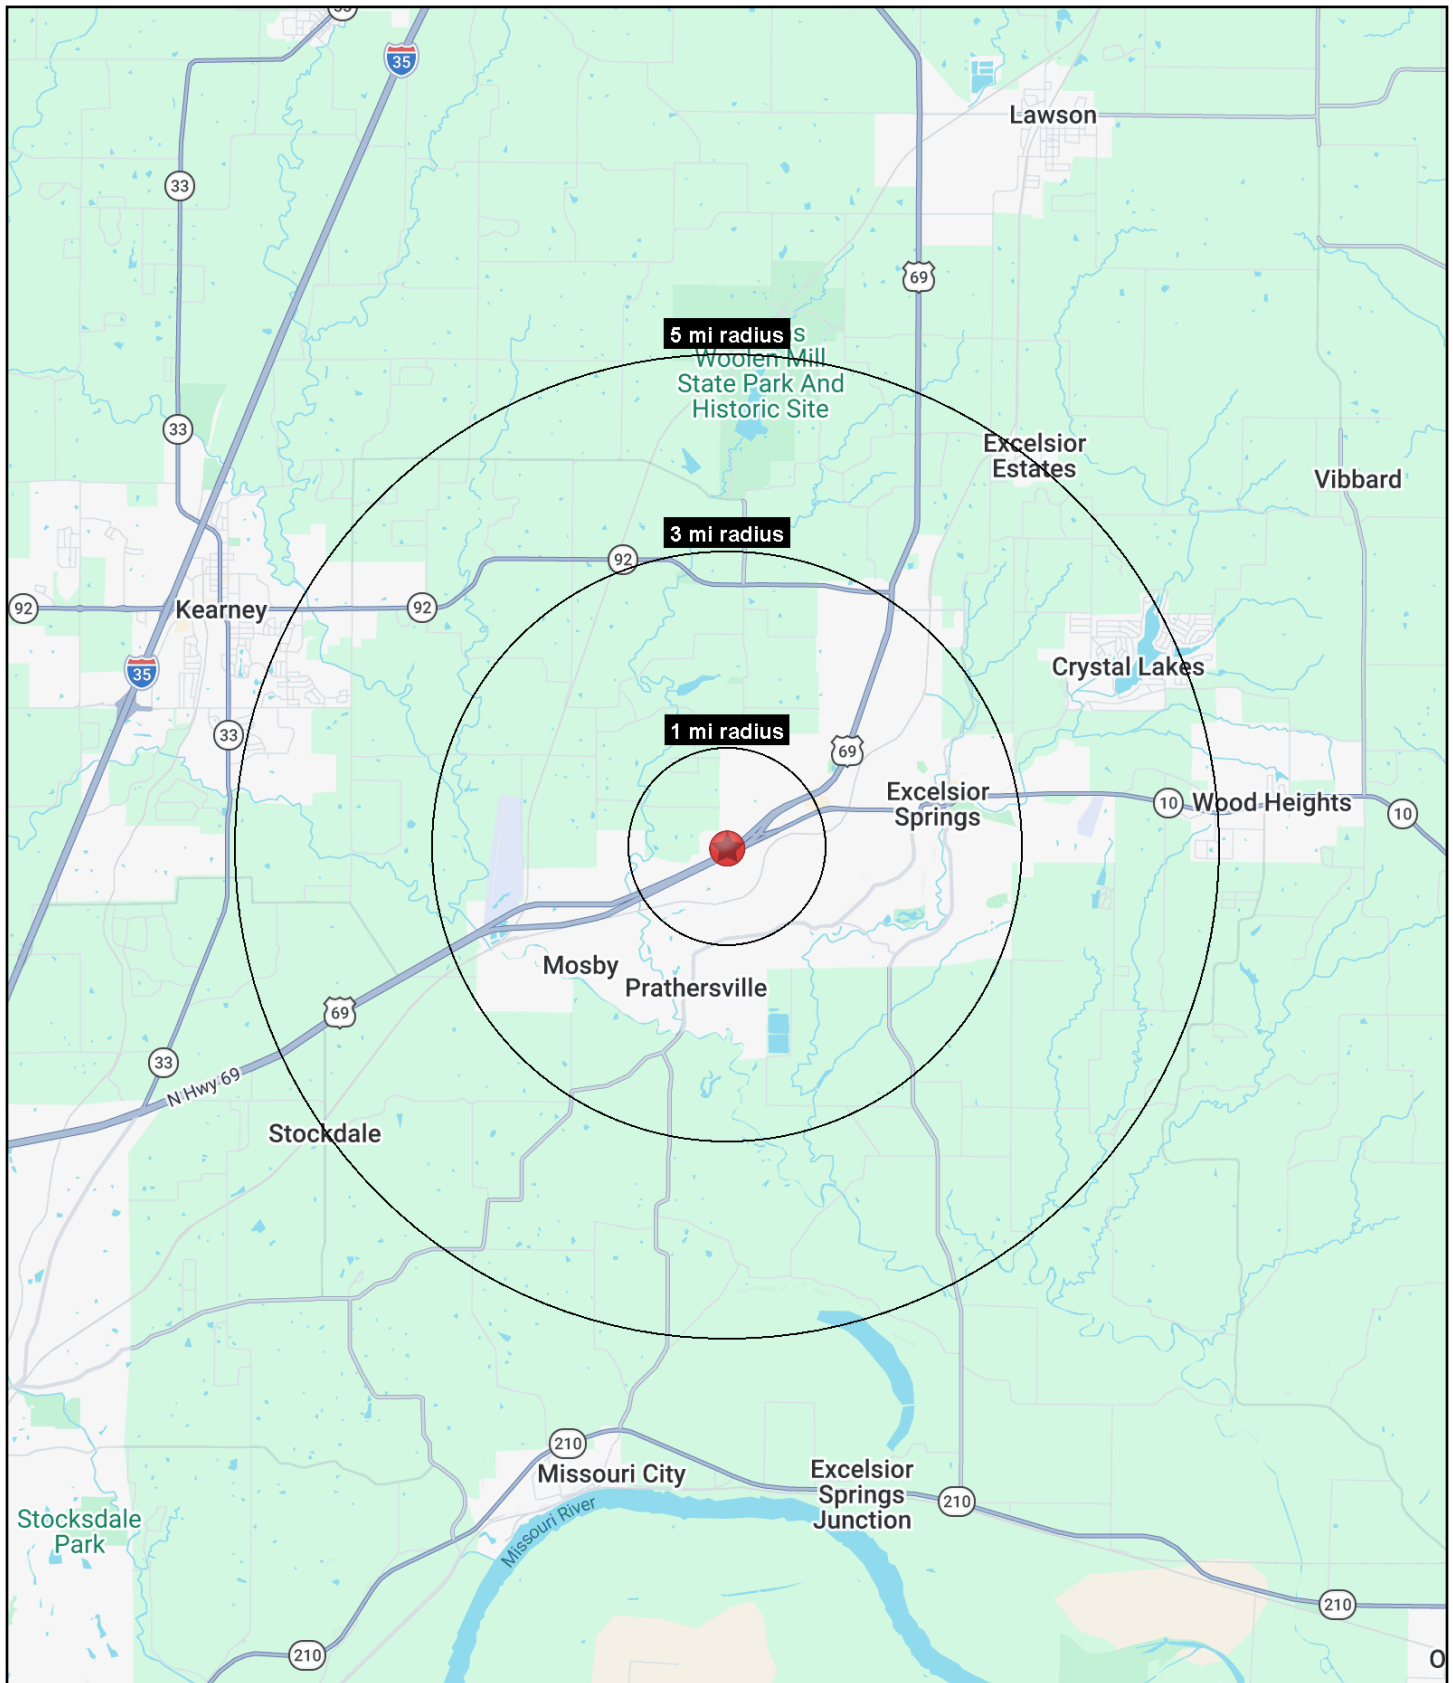 35
33
Lawson
33
69
5 mi radius
s
Woolen Mill
State Park And
Historic Site
33
Excelsior
Estates
Vibbard
3 mi radius
92
92
Kearney
92
35
Crystal Lakes
1 mi radius
33
69
Excelsior
Springs
10
Wood Heights
10
Mosby
Prathersville
69
33
N Hwy 69
Stockdale
210
Missouri City
Excelsior
Springs
Junction
210
Missouri River
Stocksdale
Park
210
210
O